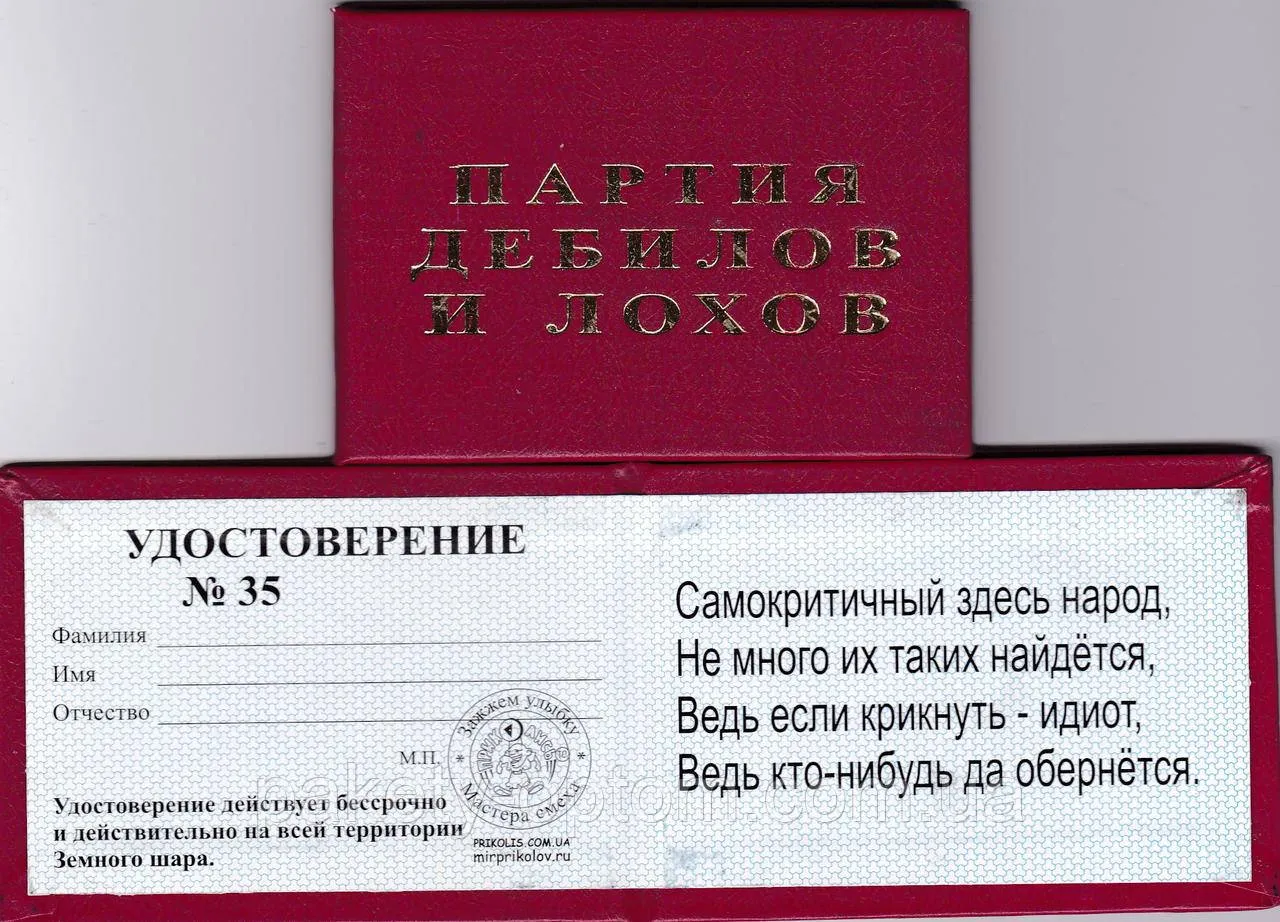 ПАРТИЯ
ДЕБИЛОВ
И ЛОХОВ
УДОСТОВЕРЕНИЕ
№ 35
Фамилия
Имя
Отчество
М.П.
Зажжем улыбку
Мастера смеха
PRIKOLIS.COM.UA
mirprikolov.ru
Удостоверение действует бессрочно
и действительно на всей территории
Земного шара.
Самокритичный здесь народ,
Не много их таких найдётся,
Ведь если крикнуть - идиот,
Ведь кто-нибудь да обернётся.